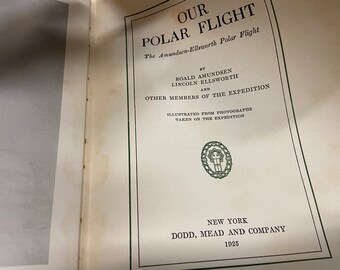 OUR
POLAR FLIGHT
The Amundsen-Ellsworth Polar Flight
BY
ROALD AMUNDSEN
LINCOLN ELLSWORTH
AND
OTHER MEMBERS OF THE EXPEDITION
ILLUSTRATED FROM PHOTOGRAPHS
TAKEN ON THE EXPEDITION
NEW YORK
DODD, MEAD AND COMPANY
1925